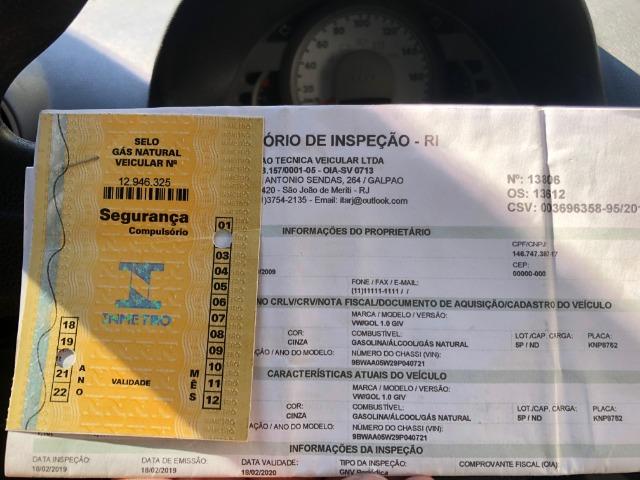 SELO
GÁS NATURAL
VEICULAR Nº
12.946.325
Segurança
Compulsório
INMETRO
01
03
04
05
06
07
08
09
10
11
12
18
19
21
22
ANO
VALIDADE
MÊS
ÓRIO DE INSPEÇÃO - RI
ÃO TECNICA VEICULAR LTDA
.157/0001-05 - OIA-SV 0713
ANTONIO SENDAS, 264 / GALPAO
420 - São João de Meriti - RJ
)3754-2135 - Email: itarj@outlook.com
Nº: 13806
OS: 13612
CSV: 003696358-95/201
INFORMAÇÕES DO PROPRIETÁRIO
CPF/CNPJ:
CEP:
00000-000
/2009
FONE / FAX / E-MAIL:
(11)11111-1111 / /
NO CRLV/CRV/NOTA FISCAL/DOCUMENTO DE AQUISIÇÃO/CADASTRO DO VEÍCULO
MARCA / MODELO / VERSÃO:
VW/GOL 1.0 GIV
COR: COMBUSTÍVEL: LOT./CAP. CARGA: PLACA:
CINZA GASOLINA/ÁLCOOL/GÁS NATURAL 5P / ND KNP8762
ÇÃO / ANO DO MODELO: NÚMERO DO CHASSI (VIN):
9BWAA05W29P040721
CARACTERÍSTICAS ATUAIS DO VEÍCULO
MARCA / MODELO / VERSÃO:
VW/GOL 1.0 GIV
COR: COMBUSTÍVEL: LOT./CAP. CARGA: PLACA:
CINZA GASOLINA/ÁLCOOL/GÁS NATURAL 5P / ND KNP8762
ÇÃO / ANO DO MODELO: NÚMERO DO CHASSI (VIN):
9BWAA05W29P040721
INFORMAÇÕES DA INSPEÇÃO
DATA INSPEÇÃO: DATA DE EMISSÃO: DATA VALIDADE: TIPO DA INSPEÇÃO: COMPROVANTE FISCAL (OIA):
18/02/2019 18/02/2019 18/02/2020 GNV Periódica